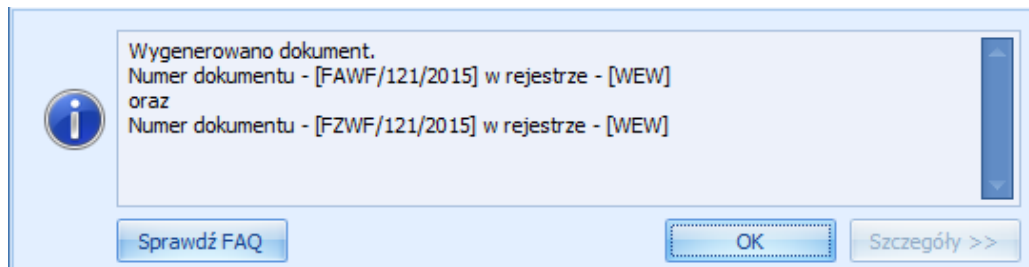 Wygenerowano dokument.
Numer dokumentu - [FAWF/121/2015] w rejestrze - [WEW]
oraz
Numer dokumentu - [FZWF/121/2015] w rejestrze - [WEW]
Sprawdź FAQ
OK
Szczegóły >>